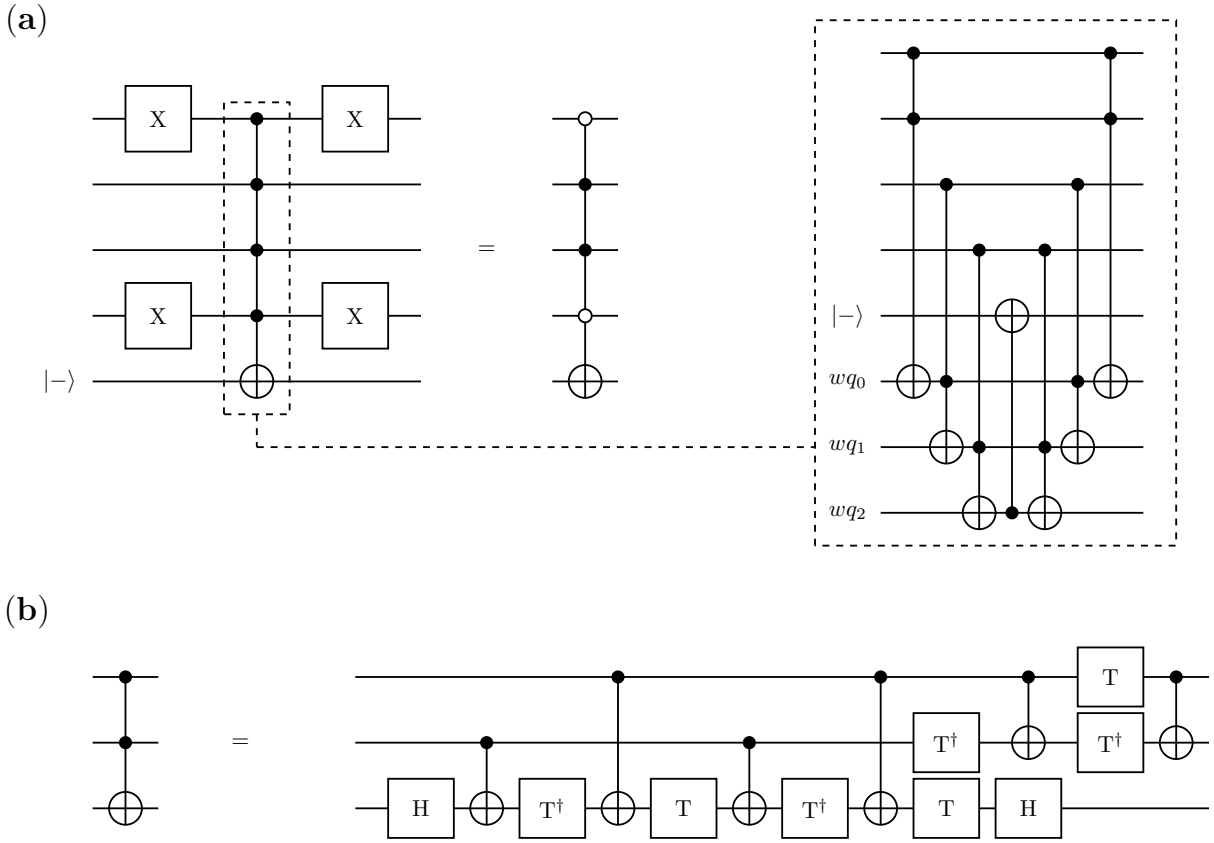 (a)
X X
=
X X
|−⟩
|−⟩
wq₀
wq₁
wq₂
(b)
T
= T† T†
H T† T T† T H